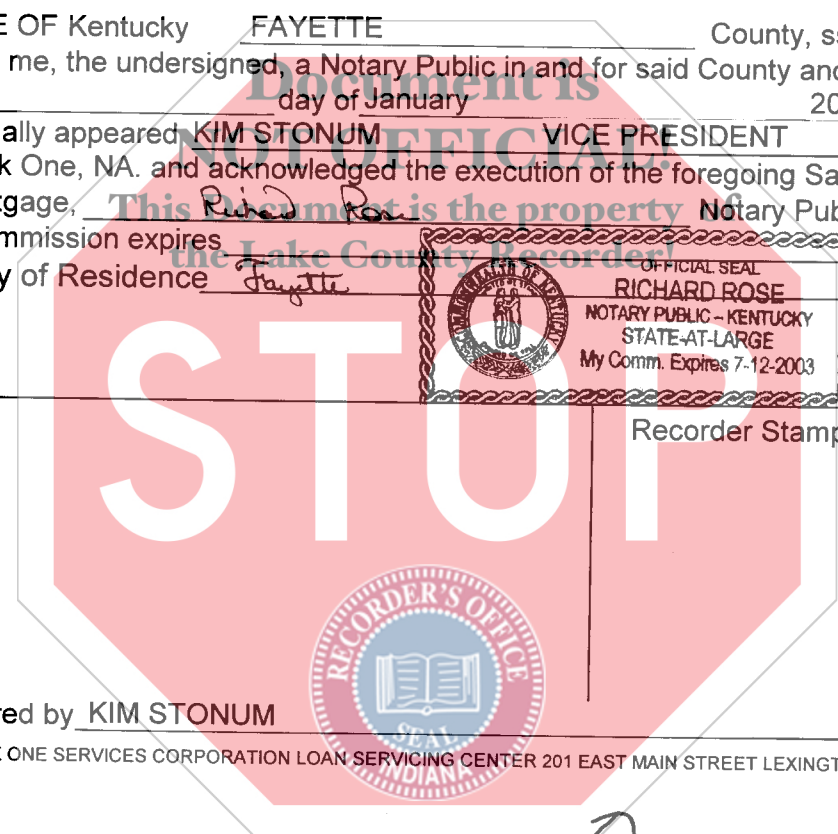 E OF Kentucky FAYETTE County, ss
me, the undersigned, a Notary Public in and for said County and
day of January 20
ally appeared KIM STONUM VICE PRESIDENT
k One, NA. and acknowledged the execution of the foregoing Sa
tgage, Richard Rose Notary Pub
mmission expires
y of Residence Fayette
Document is
NOT OFFICIAL!
This Document is the property of
the Lake County Recorder!
COMMONWEALTH OF KENTUCKY
OFFICIAL SEAL
RICHARD ROSE
NOTARY PUBLIC – KENTUCKY
STATE-AT-LARGE
My Comm. Expires 7-12-2003
STOP
Recorder Stamp
RECORDER'S OFFICE
SEAL
INDIANA
red by KIM STONUM
ONE SERVICES CORPORATION LOAN SERVICING CENTER 201 EAST MAIN STREET LEXINGT